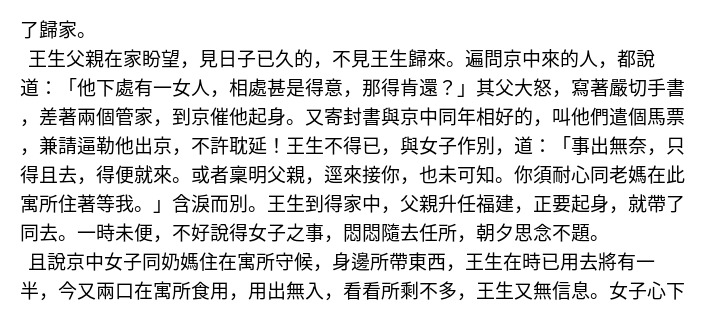 了歸家。
王生父親在家盼望，見日子已久的，不見王生歸來。遍問京中來的人，都說
道：「他下處有一女人，相處甚是得意，那得肯還？」其父大怒，寫著嚴切手書
，差著兩個管家，到京催他起身。又寄封書與京中同年相好的，叫他們遣個馬票
，兼請逼勒他出京，不許耽延！王生不得已，與女子作別，道：「事出無奈，只
得且去，得便就來。或者稟明父親，逕來接你，也未可知。你須耐心同老媽在此
寓所住著等我。」含淚而別。王生到得家中，父親升任福建，正要起身，就帶了
同去。一時未便，不好說得女子之事，悶悶隨去任所，朝夕思念不題。
且說京中女子同奶媽住在寓所守候，身邊所帶東西，王生在時已用去將有一
半，今又兩口在寓所食用，用出無入，看看所剩不多，王生又無信息。女子心下